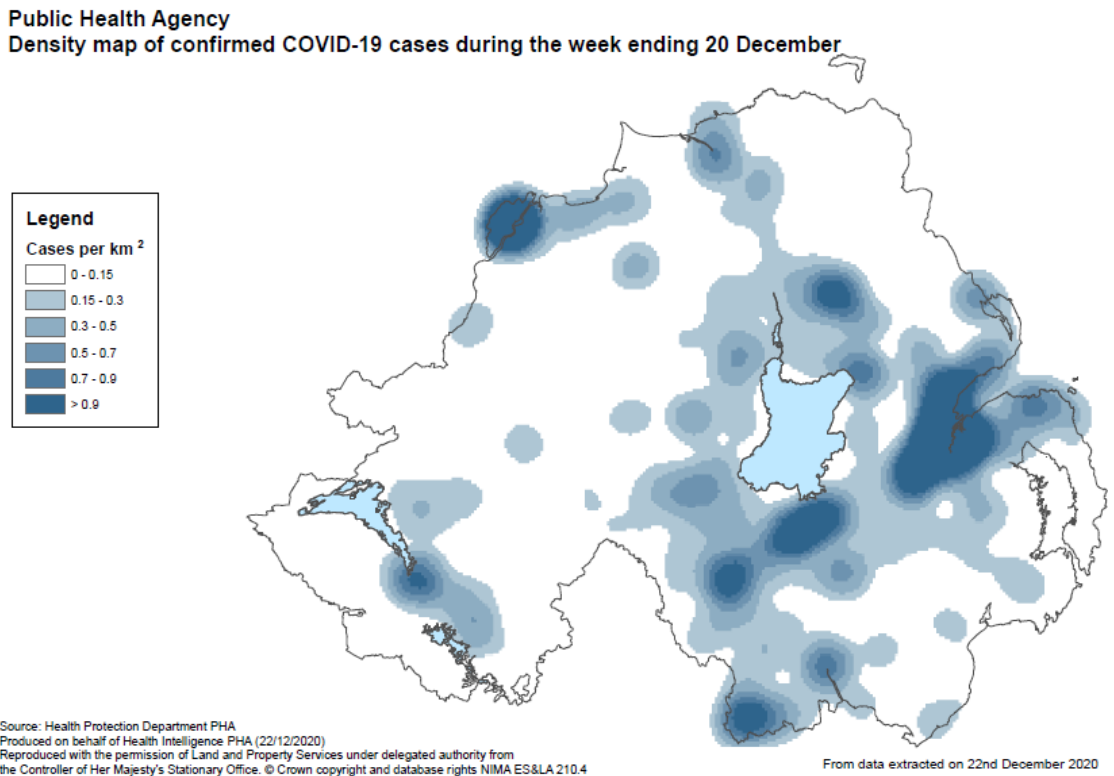 Public Health Agency
Density map of confirmed COVID-19 cases during the week ending 20 December
Legend
Cases per km 2
0 - 0.15
0.15 - 0.3
0.3 - 0.5
0.5 - 0.7
0.7 - 0.9
> 0.9
Source: Health Protection Department PHA
Produced on behalf of Health Intelligence PHA (22/12/2020)
Reproduced with the permission of Land and Property Services under delegated authority from
the Controller of Her Majesty's Stationary Office. © Crown copyright and database rights NIMA ES&LA 210.4
From data extracted on 22nd December 2020